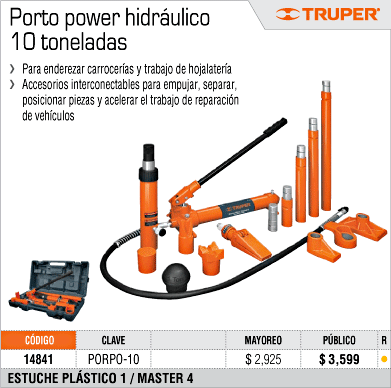 Porto power hidráulico
10 toneladas
TRUPER®
Para enderezar carrocerías y trabajo de hojalatería
Accesorios interconectables para empujar, separar,
posicionar piezas y acelerar el trabajo de reparación
de vehículos
TRUPER
CÓDIGO CLAVE MAYOREO PÚBLICO R
14841 PORPO-10 $ 2,925 $ 3,599
ESTUCHE PLÁSTICO 1 / MASTER 4